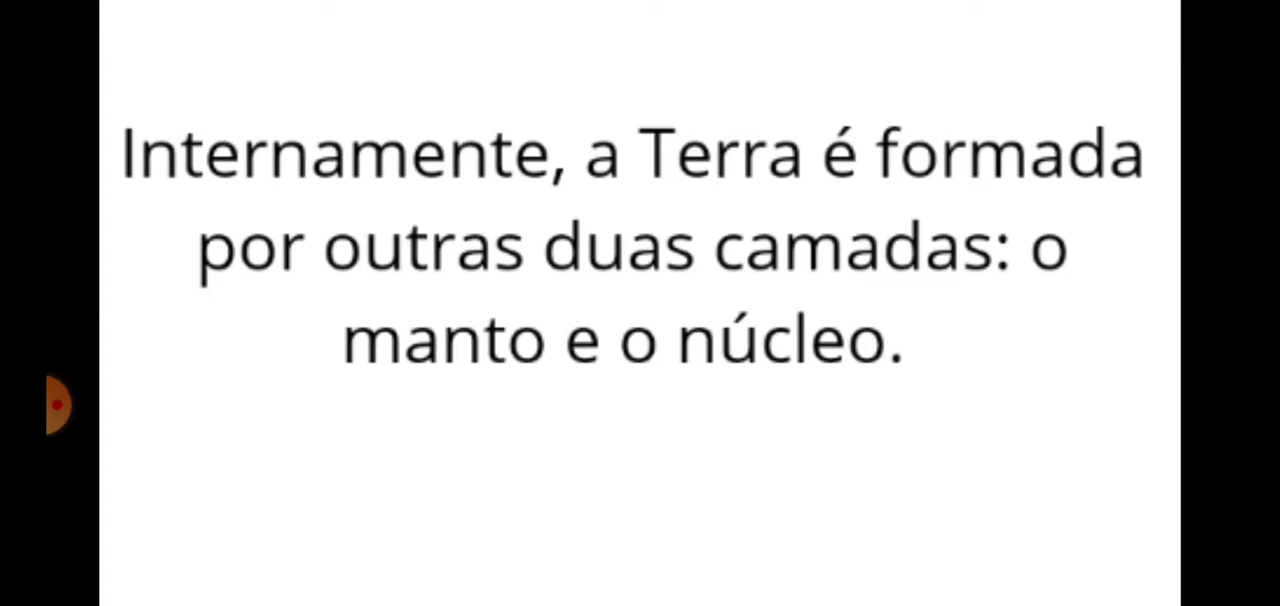 Internamente, a Terra é formada
por outras duas camadas: o
manto e o núcleo.